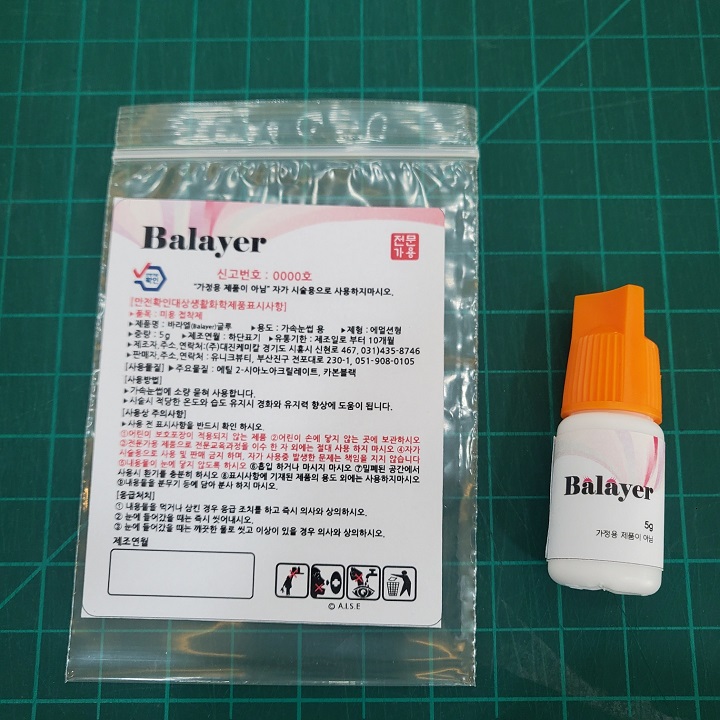 Balayer
전문
가용
확인
신고번호 : 0000호
"가정용 제품이 아님" 자가 시술용으로 사용하지마시오.
[안전확인대상생활화학제품표시사항]
▶품목: 미용 접착제
▶제품명 : 바라엘(Balayer)글루 ▶용도 : 가속눈썹 용 ▶제형 : 에멀션형
▶중량 : 5g ▶제조연월 : 하단표기 ▶유통기한 : 제조일로 부터 10개월
▶제조자,주소,연락처:(주)대진케미칼 경기도 시흥시 신현로 467, 031)435-8746
▶판매자,주소,연락처 : 유니크뷰티, 부산진구 전포대로 230-1, 051-908-0105
[사용물질] ▶주요물질 : 에틸 2-시아노아크릴레이트, 카본블랙
[사용방법]
▶가속눈썹에 소량 묻혀 사용합니다.
▶시술시 적당한 온도와 습도 유지시 경화와 유지력 향상에 도움이 됩니다.
[사용상 주의사항]
▶사용 전 표시사항을 반드시 확인 하시오.
①어린이 보호포장이 적용되지 않는 제품 ②어린이 손에 닿지 않는 곳에 보관하시오
③전문가용 제품으로 전문교육과정을 이수 한 자 외에는 절대 사용 하지 마시오 ④자가
시술용으로 사용 및 판매 금지 하며, 자가 사용중 발생한 문제는 책임을 지지 않습니다
⑤내용물이 눈에 닿지 않도록 하시오 ⑥흡입 하거나 마시지 마시오 ⑦밀폐된 공간에서
사용시 환기를 충분히 하시오 ⑧표시사항에 기재된 제품의 용도 외에는 사용하지마시오
⑨내용물을 분무기 등에 담아 분사 하지 마시오.
[응급처치]
① 내용물을 먹거나 삼킨 경우 응급 조치를 하고 즉시 의사와 상의하시오.
② 눈에 들어갔을 때는 즉시 씻어내시오.
③ 눈에 들어갔을 때는 깨끗한 물로 씻고 이상이 있을 경우 의사와 상의하시오.
제조연월
© A.I.S.E
Balayer
5g
가정용 제품이 아님